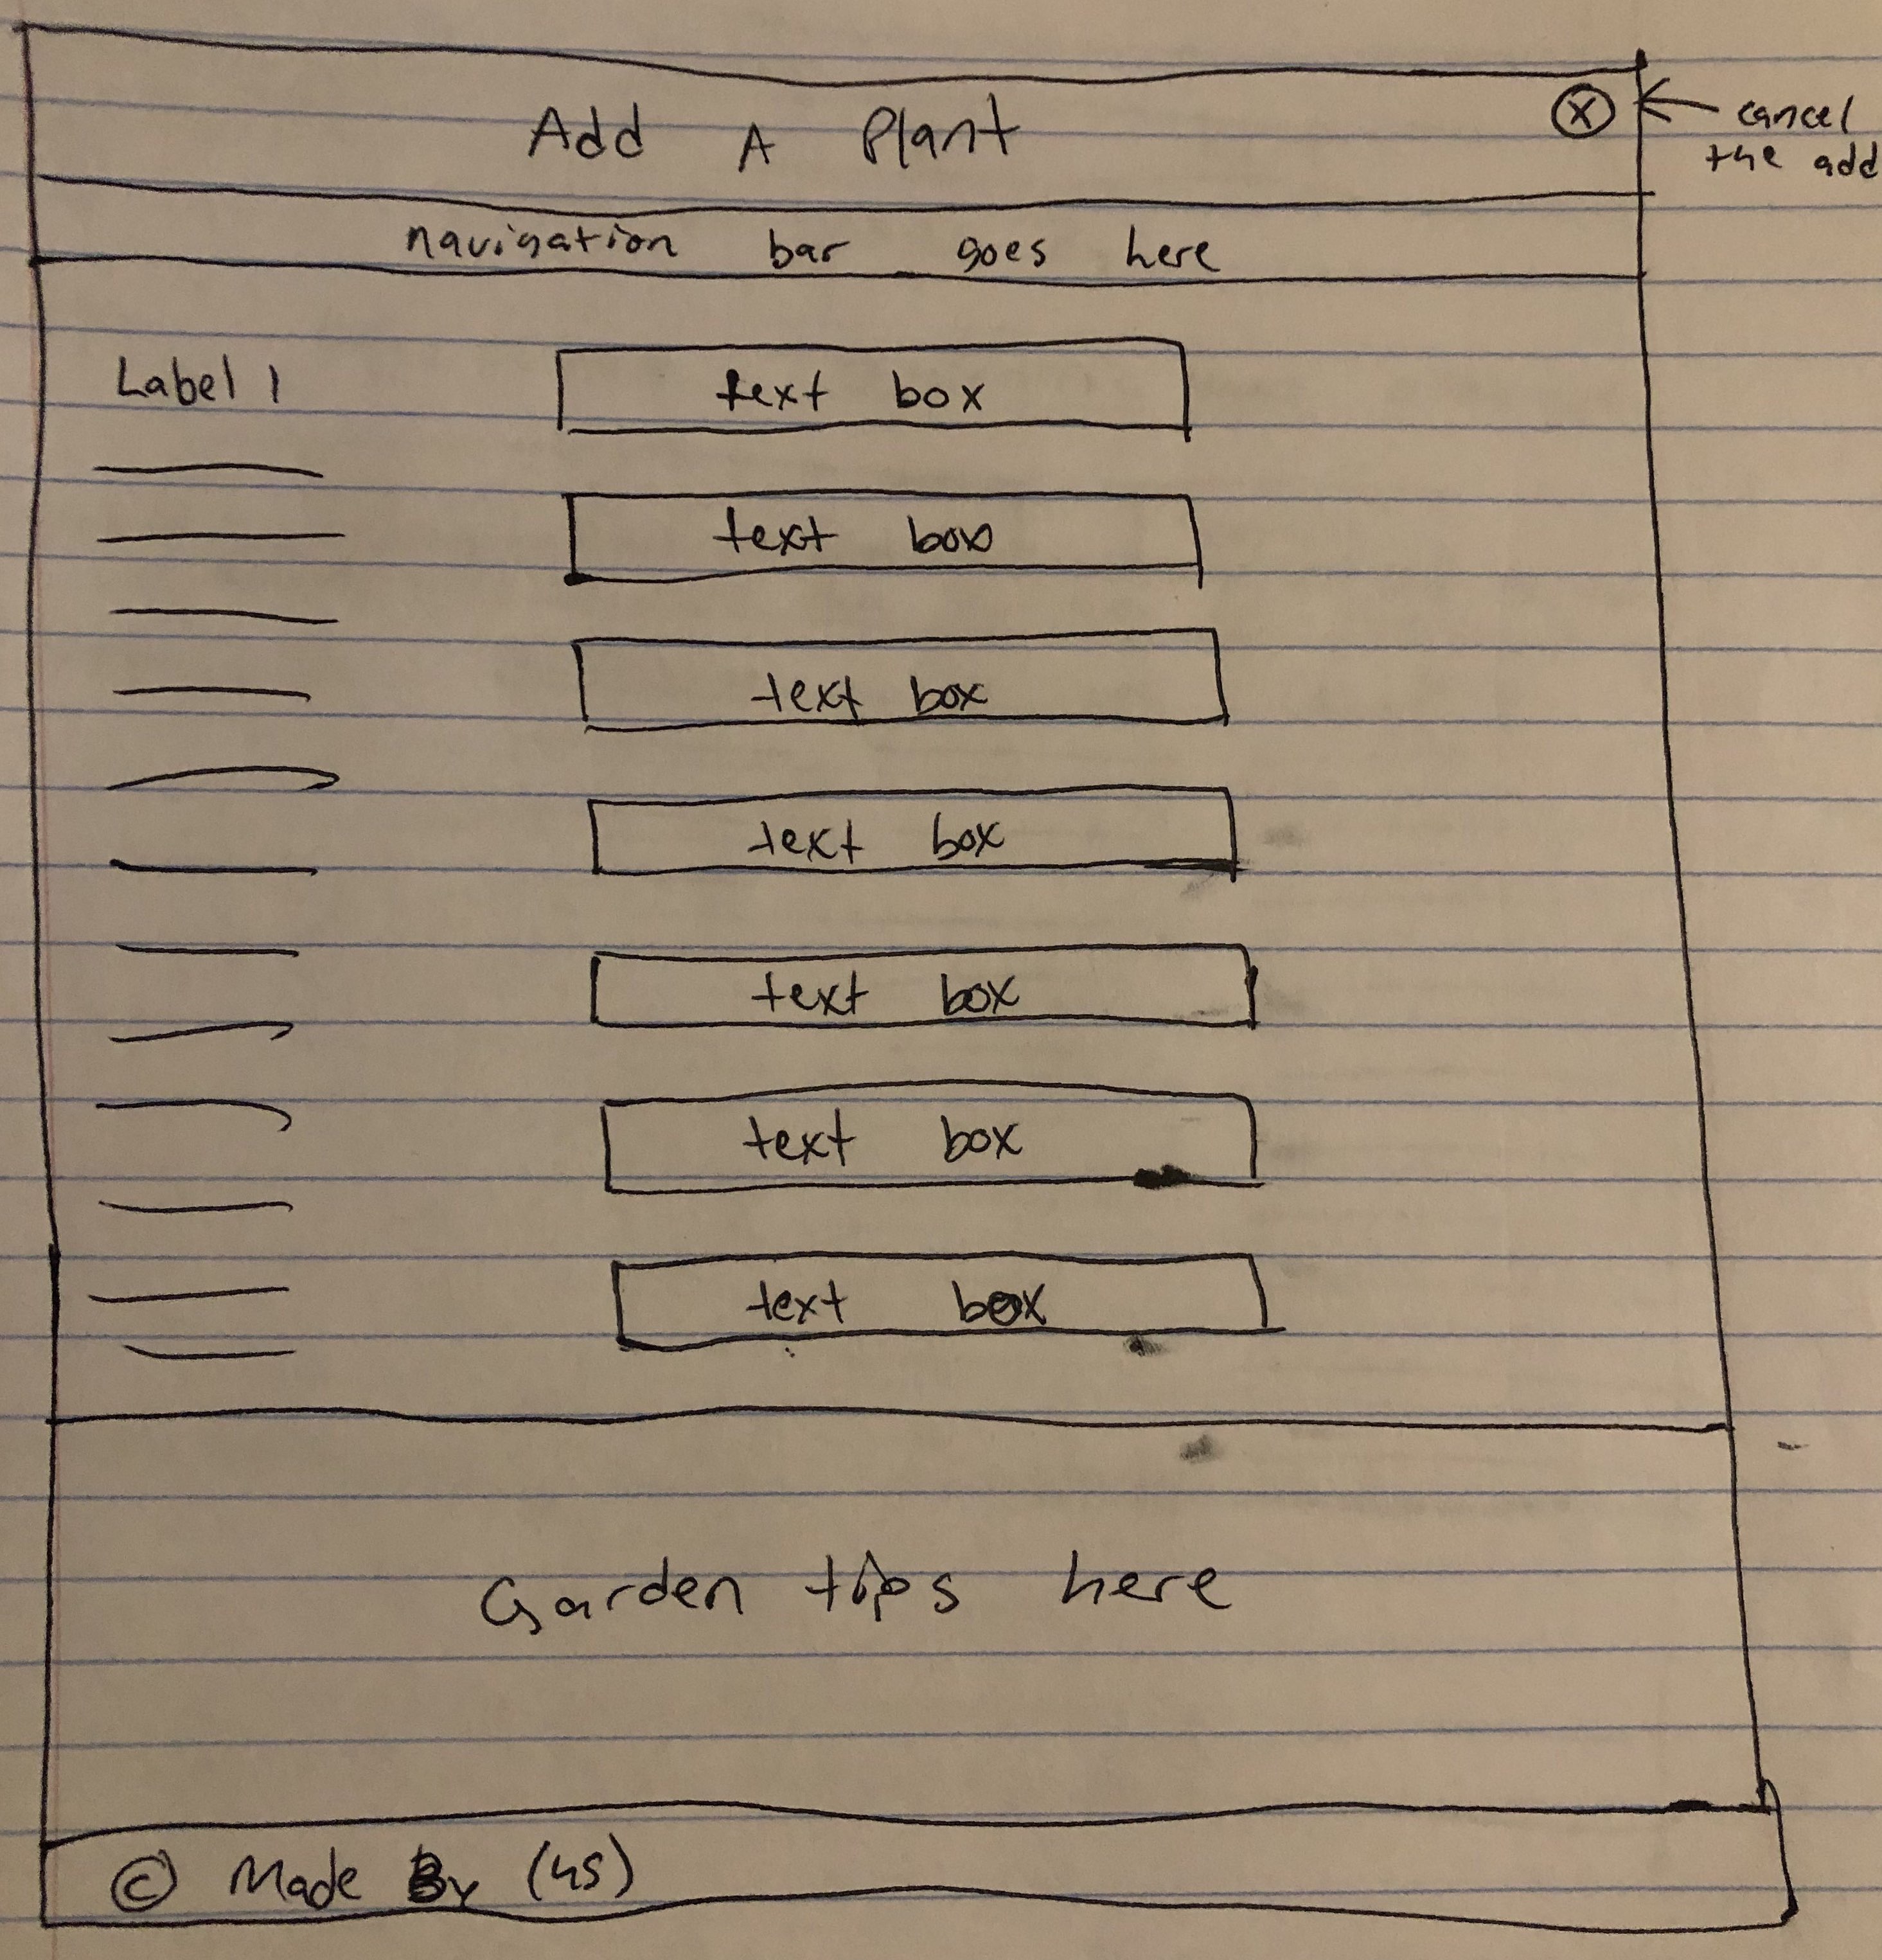 Add A Plant
X
cancel
the add
navigation bar goes here
Label 1
text box
text box
text box
text box
text box
text box
text box
Garden tips here
© Made By (us)